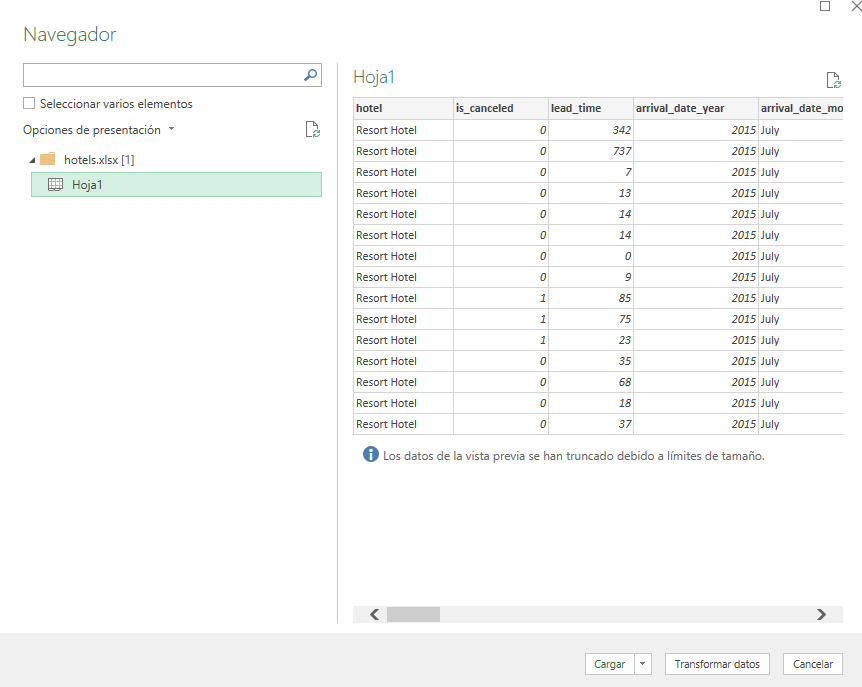 Navegador
Seleccionar varios elementos
Opciones de presentación
hotels.xlsx [1]
Hoja1
Hoja1
hotel is_canceled lead_time arrival_date_year arrival_date_mo
Resort Hotel 0 342 2015 July
Resort Hotel 0 737 2015 July
Resort Hotel 0 7 2015 July
Resort Hotel 0 13 2015 July
Resort Hotel 0 14 2015 July
Resort Hotel 0 14 2015 July
Resort Hotel 0 0 2015 July
Resort Hotel 0 9 2015 July
Resort Hotel 1 85 2015 July
Resort Hotel 1 75 2015 July
Resort Hotel 1 23 2015 July
Resort Hotel 0 35 2015 July
Resort Hotel 0 68 2015 July
Resort Hotel 0 18 2015 July
Resort Hotel 0 37 2015 July
Los datos de la vista previa se han truncado debido a límites de tamaño.
Cargar Transformar datos Cancelar